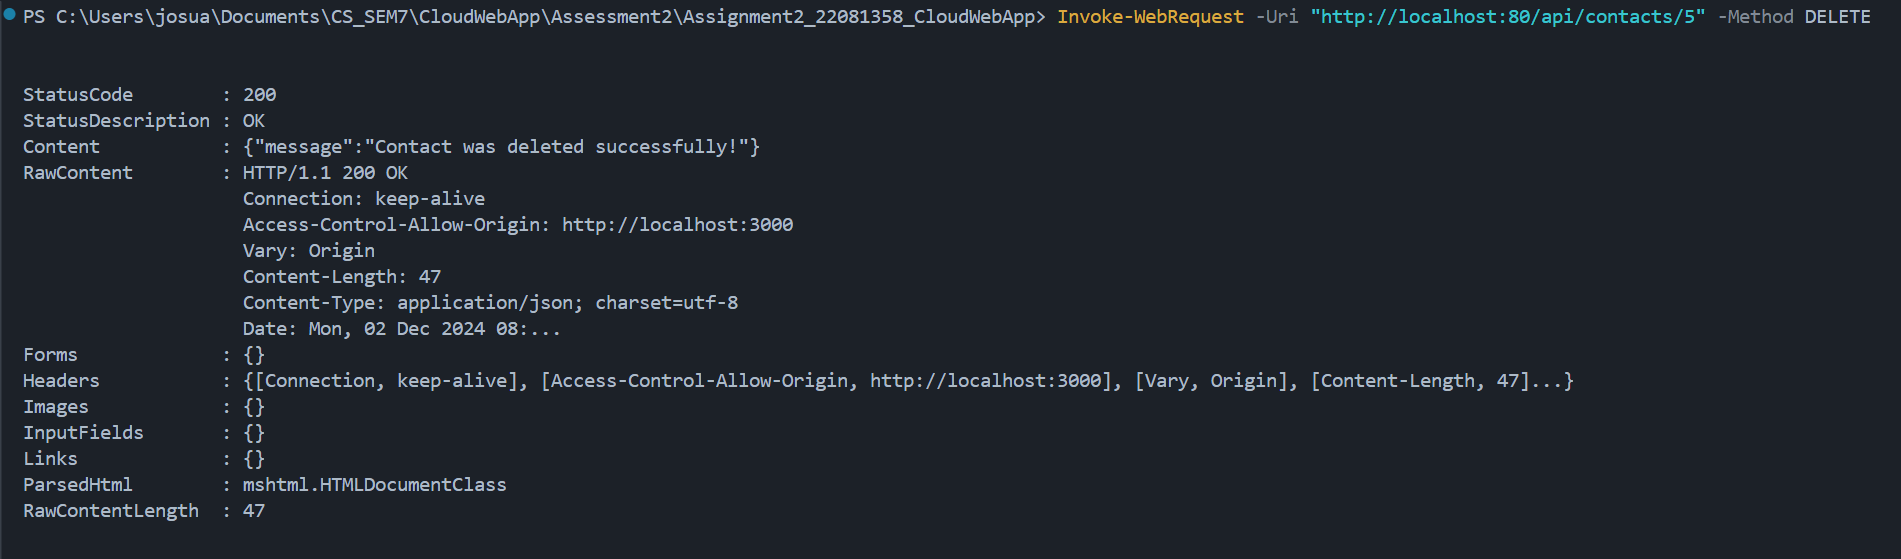 PS C:\Users\josua\Documents\CS_SEM7\CloudWebApp\Assessment2\Assignment2_22081358_CloudWebApp> Invoke-WebRequest -Uri "http://localhost:80/api/contacts/5" -Method DELETE
StatusCode        : 200
StatusDescription : OK
Content           : {"message":"Contact was deleted successfully!"}
RawContent        : HTTP/1.1 200 OK
                    Connection: keep-alive
                    Access-Control-Allow-Origin: http://localhost:3000
                    Vary: Origin
                    Content-Length: 47
                    Content-Type: application/json; charset=utf-8
                    Date: Mon, 02 Dec 2024 08:...
Forms             : {}
Headers           : {[Connection, keep-alive], [Access-Control-Allow-Origin, http://localhost:3000], [Vary, Origin], [Content-Length, 47]...}
Images            : {}
InputFields       : {}
Links             : {}
ParsedHtml        : mshtml.HTMLDocumentClass
RawContentLength  : 47